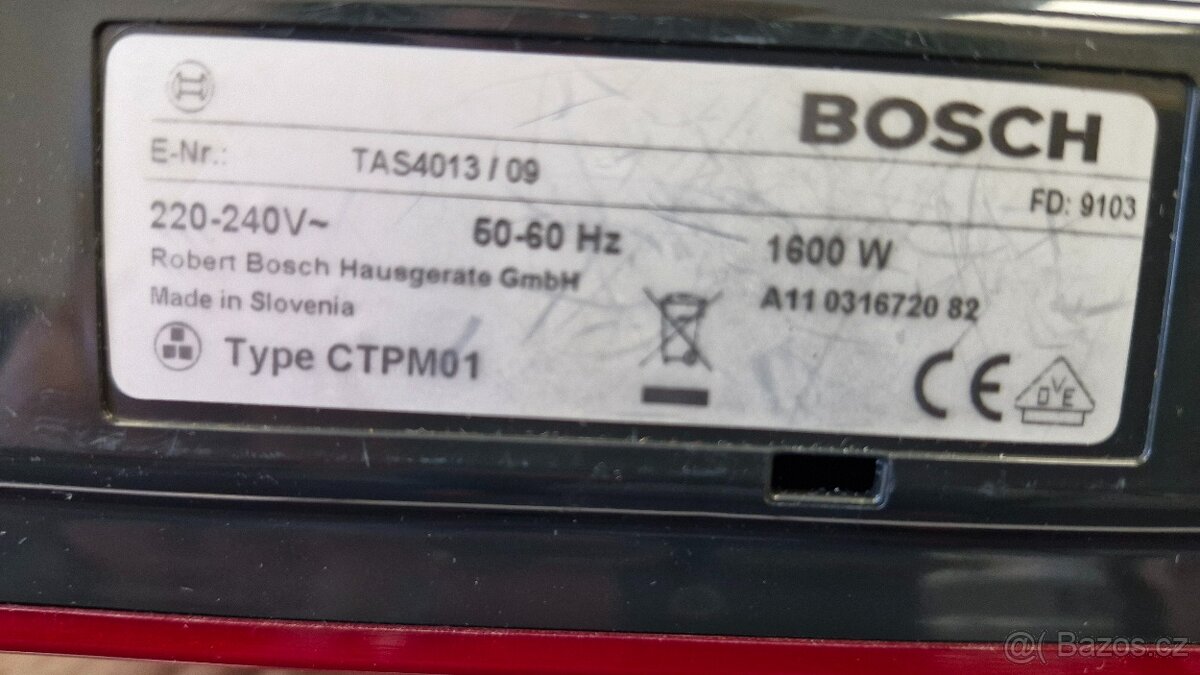 BOSCH
E-Nr.: TAS4013 / 09
FD: 9103
220-240V~ 50-60 Hz 1600 W
Robert Bosch Hausgerate GmbH
A11 0316720 82
Made in Slovenia
Type CTPM01
CE
DVE
@( Bazos.cz